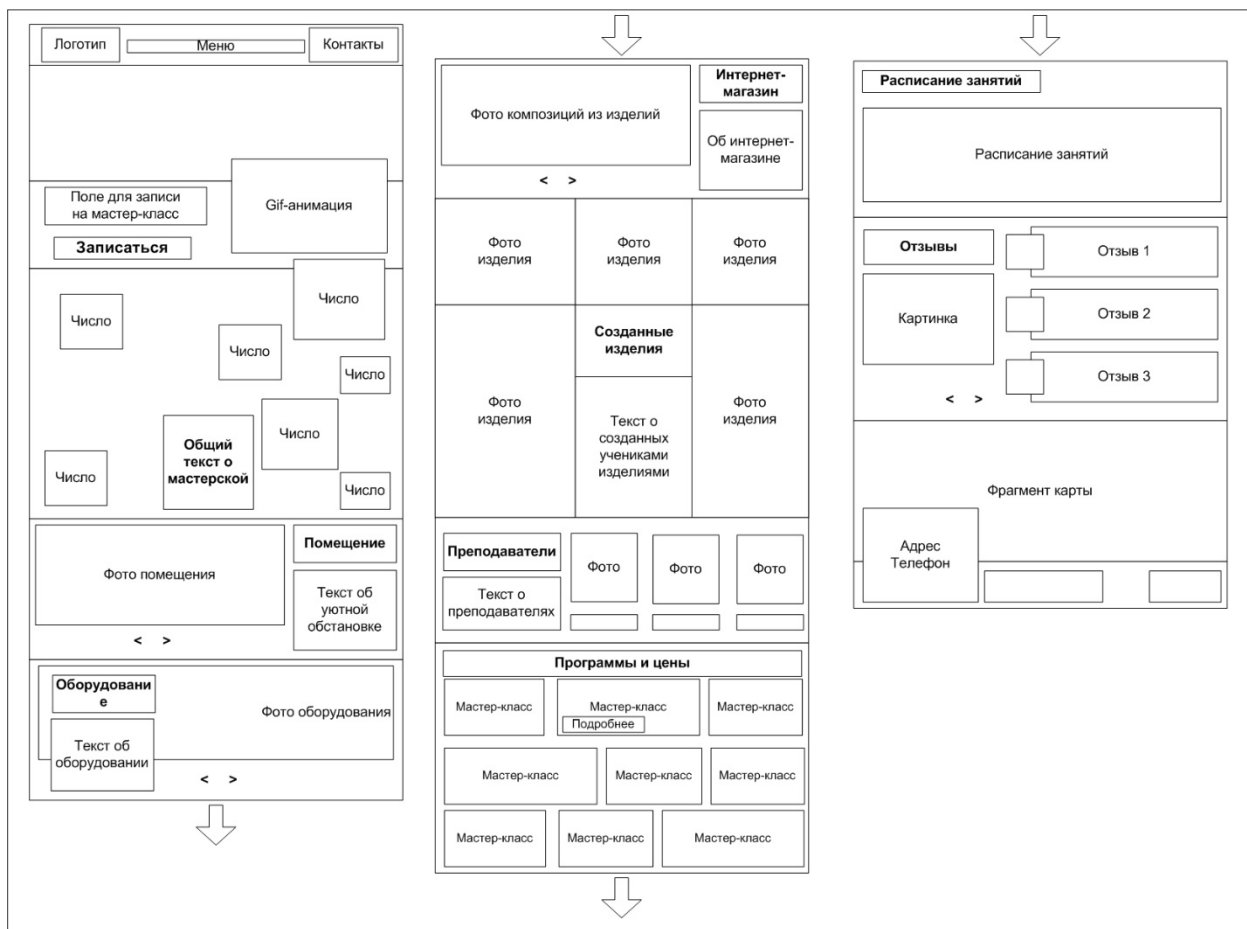 Логотип
Меню
Контакты
Gif-анимация
Поле для записи
на мастер-класс
Записаться
Число
Число
Число
Число
Число
Общий
текст о
мастерской
Число
Число
Фото помещения
Помещение
Текст об
уютной
обстановке
< >
Оборудовани
е
Фото оборудования
Текст об
оборудовании
< >
Фото композиций из изделий
Интернет-
магазин
Об интернет-
магазине
< >
Фото
изделия
Фото
изделия
Фото
изделия
Фото
изделия
Созданные
изделия
Текст о
созданных
учениками
изделиями
Фото
изделия
Преподаватели
Текст о
преподавателях
Фото
Фото
Фото
Программы и цены
Мастер-класс
Мастер-класс
Подробнее
Мастер-класс
Мастер-класс
Мастер-класс
Мастер-класс
Мастер-класс
Мастер-класс
Мастер-класс
Расписание занятий
Расписание занятий
Отзывы
Картинка
< >
Отзыв 1
Отзыв 2
Отзыв 3
Фрагмент карты
Адрес
Телефон